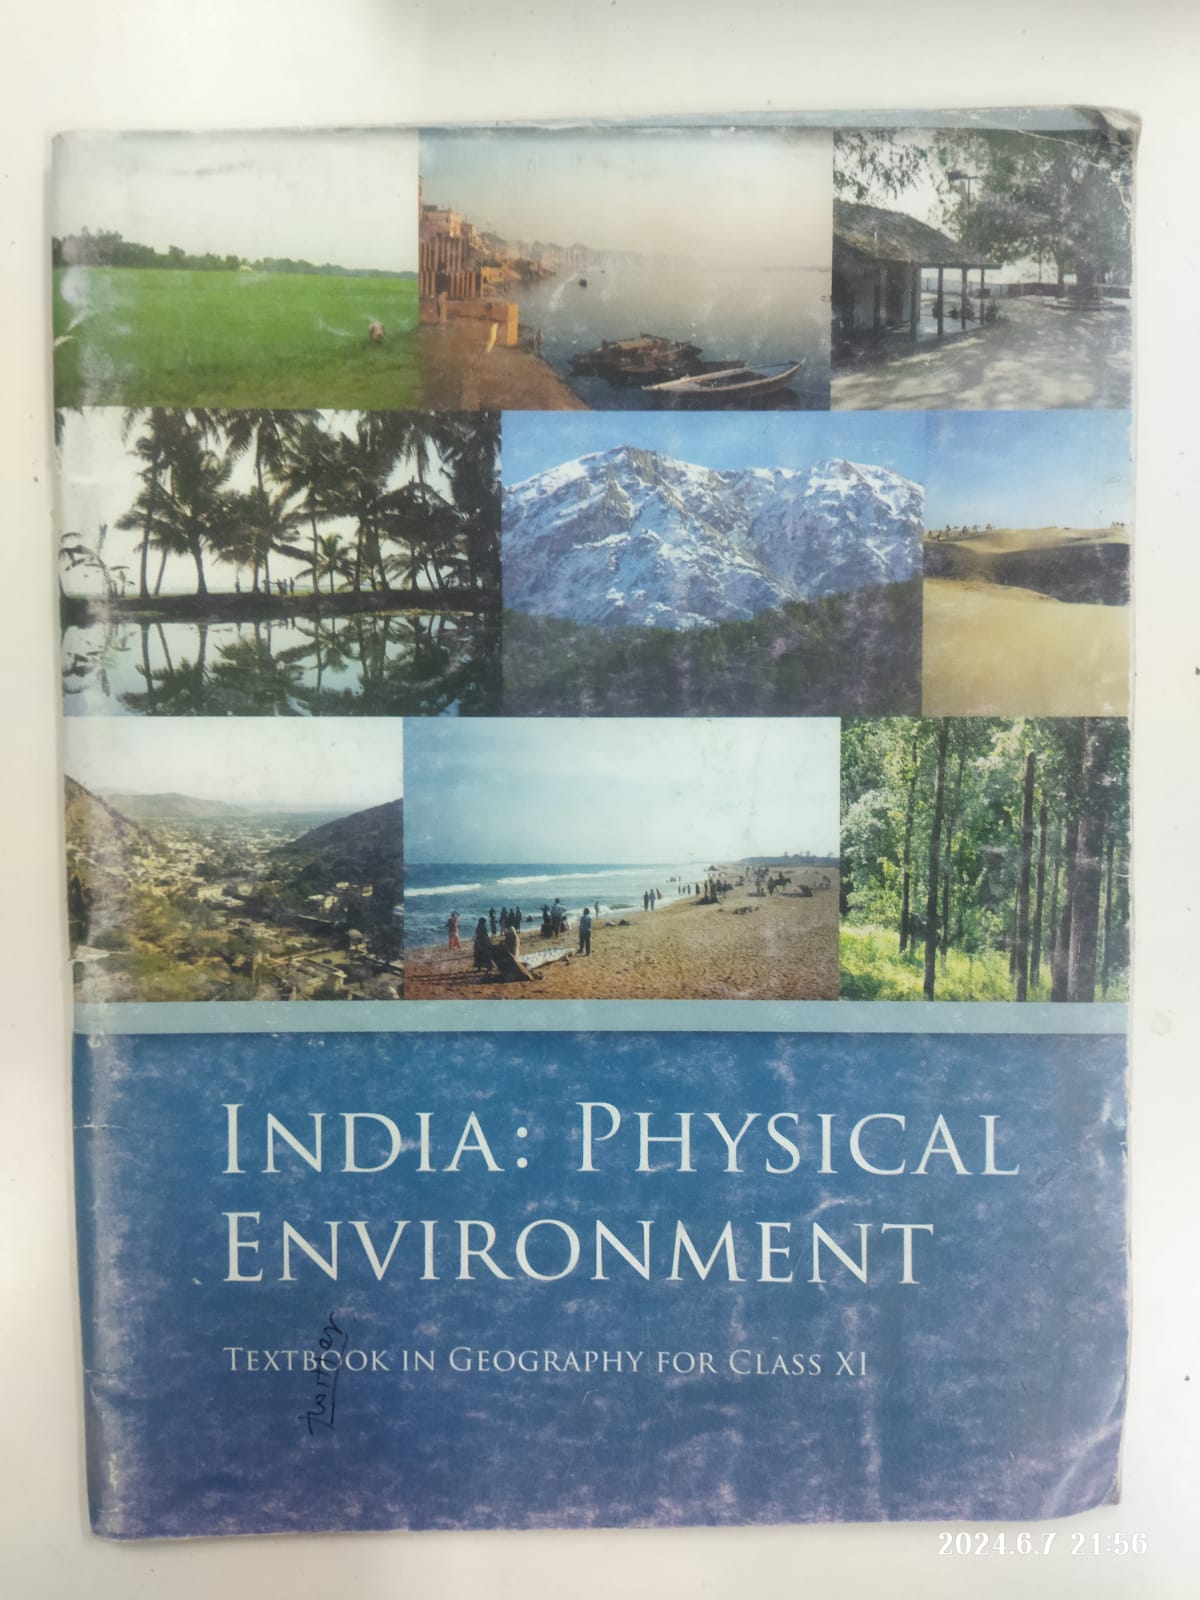 INDIA: PHYSICAL
ENVIRONMENT
TEXTBOOK IN GEOGRAPHY FOR CLASS XI
2024.6.7 21:56